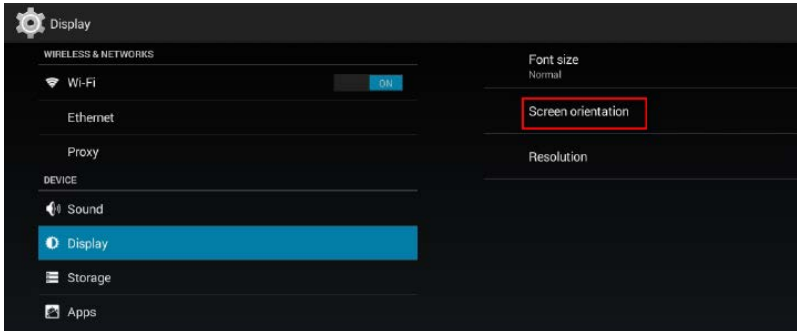 Display
WIRELESS & NETWORKS
Wi-Fi
ON
Ethernet
Proxy
DEVICE
Sound
Display
Storage
Apps
Font size
Normal
Screen orientation
Resolution